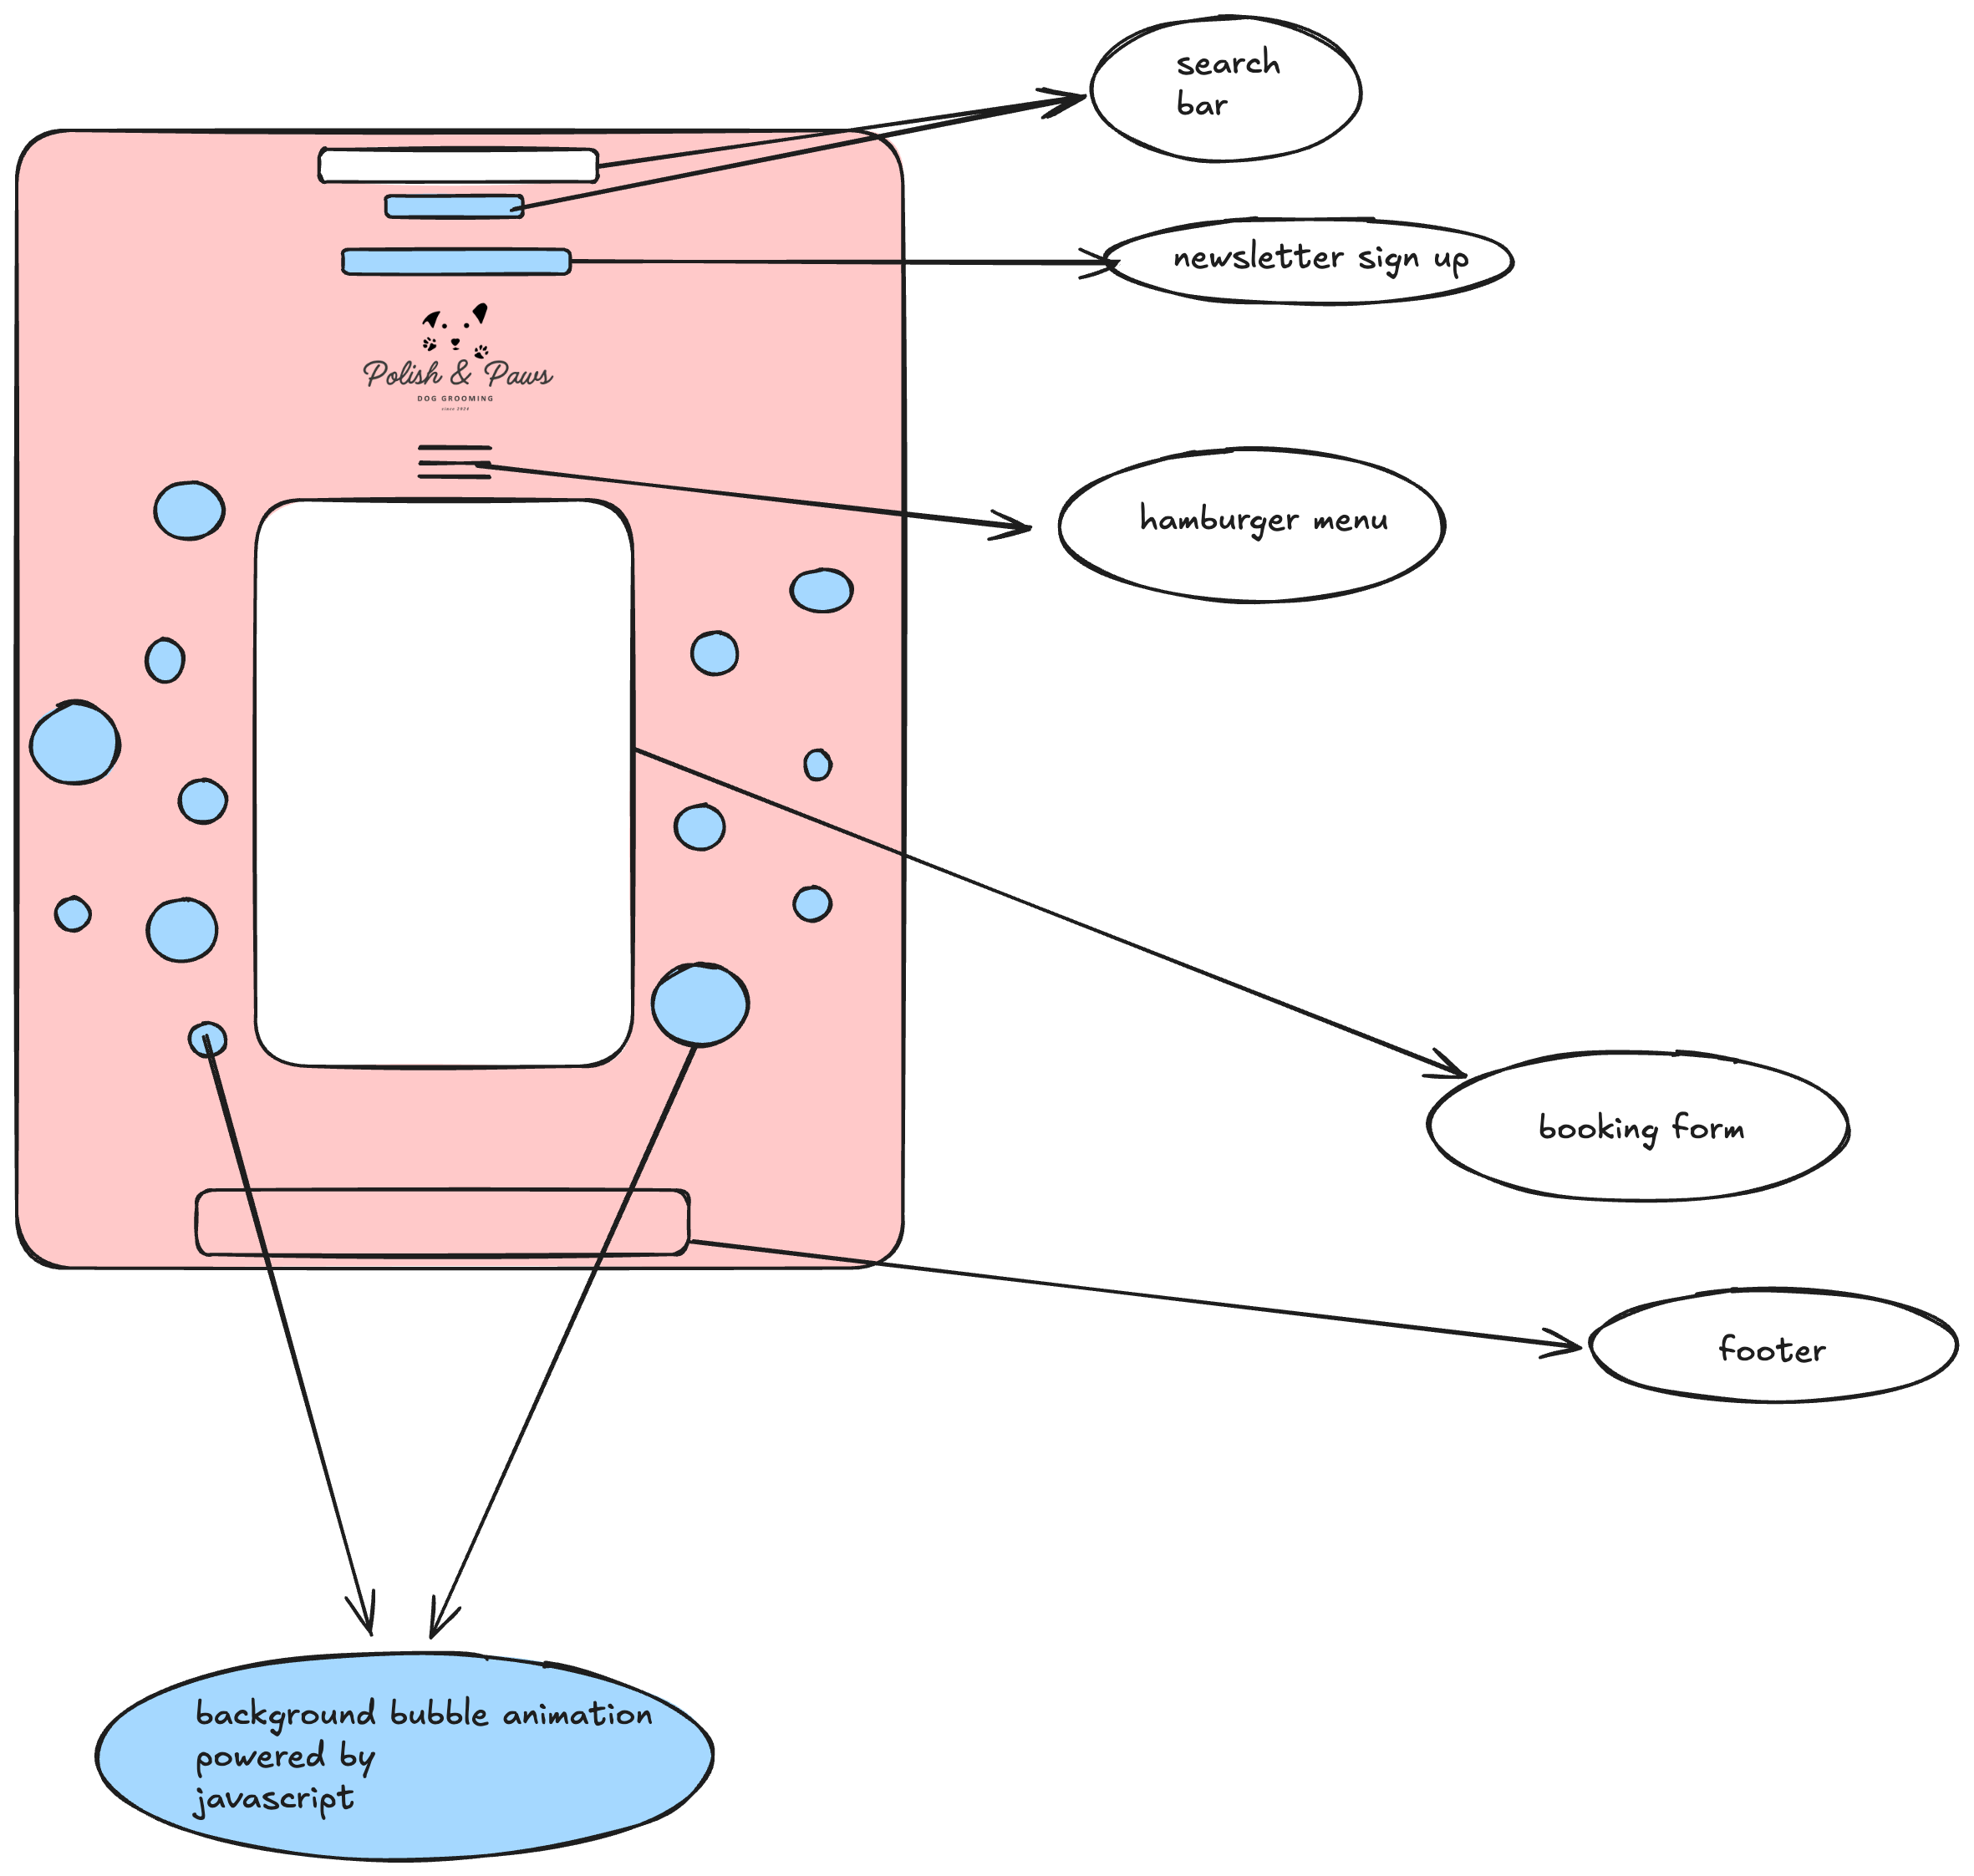 search
bar
newsletter sign up
Polish & Paws
DOG GROOMING
since 2024
hamburger menu
booking form
footer
background bubble animation
powered by
javascript